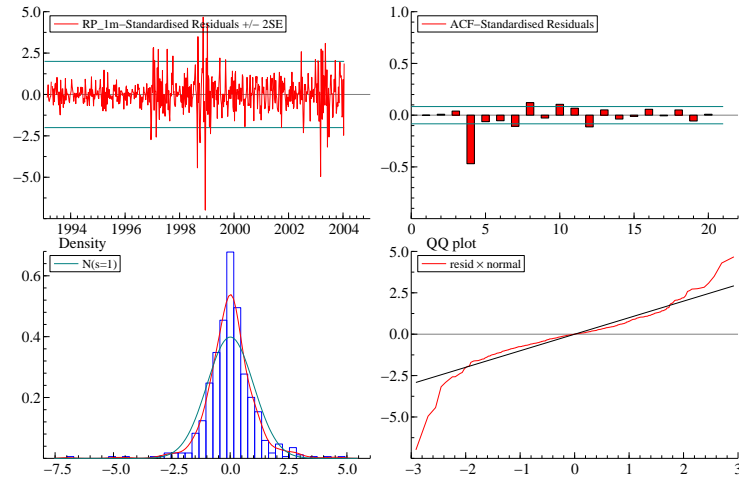 RP_1m−Standardised Residuals +/− 2SE
5.0
2.5
0.0
−2.5
−5.0
1994 1996 1998 2000 2002 2004
ACF−Standardised Residuals
1.0
0.5
0.0
−0.5
0 5 10 15 20
Density
N(s=1)
0.6
0.4
0.2
−7.5 −5.0 −2.5 0.0 2.5 5.0
QQ plot
resid × normal
5.0
2.5
0.0
−2.5
−5.0
−3 −2 −1 0 1 2 3